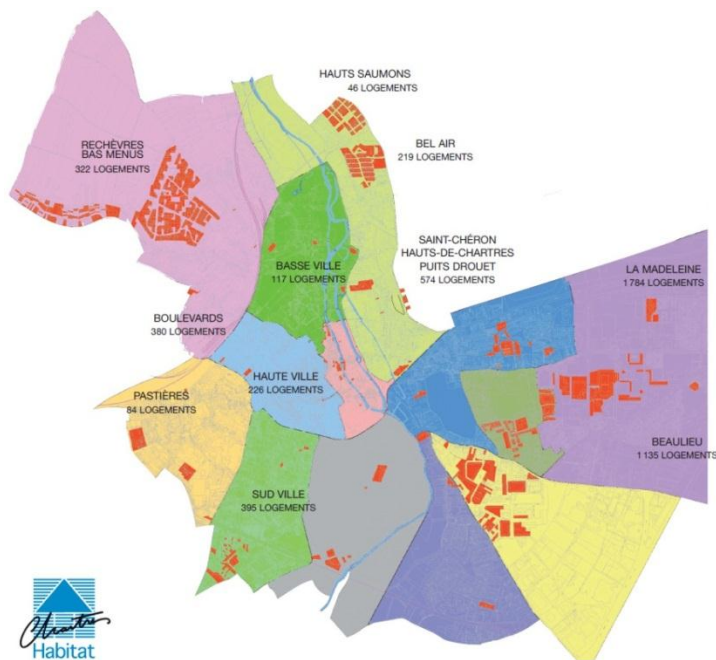 HAUTS SAUMONS
46 LOGEMENTS
BEL AIR
219 LOGEMENTS
RECHÈVRES
BAS MENUS
322 LOGEMENTS
SAINT-CHÉRON
HAUTS-DE-CHARTRES
PUITS DROUET
574 LOGEMENTS
BASSE VILLE
117 LOGEMENTS
LA MADELEINE
1 784 LOGEMENTS
BOULEVARDS
380 LOGEMENTS
HAUTE VILLE
226 LOGEMENTS
PASTIÈRES
84 LOGEMENTS
BEAULIEU
1 135 LOGEMENTS
SUD VILLE
395 LOGEMENTS
Chartres
Habitat